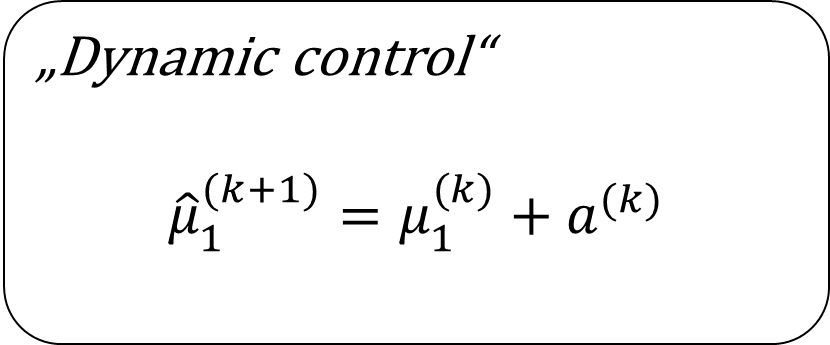 „Dynamic control“
μ̂₁⁽ᵏ⁺¹⁾ = μ₁⁽ᵏ⁾ + a⁽ᵏ⁾